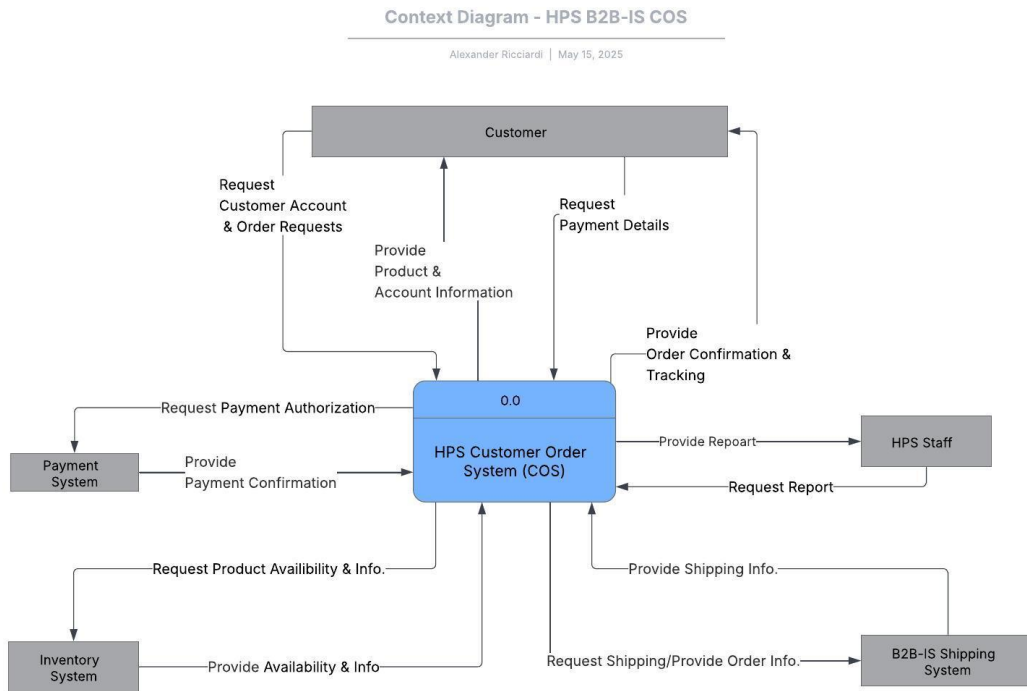 Context Diagram - HPS B2B-IS COS
Alexander Ricciardi | May 15, 2025
Customer
Request
Customer Account
& Order Requests
Request
Payment Details
Provide
Product &
Account Information
Provide
Order Confirmation &
Tracking
0.0
HPS Customer Order
System (COS)
Request Payment Authorization
Payment
System
Provide
Payment Confirmation
Provide Repoart
HPS Staff
Request Report
Request Product Availibility & Info.
Provide Shipping Info.
Inventory
System
Provide Availability & Info
Request Shipping/Provide Order Info.
B2B-IS Shipping
System